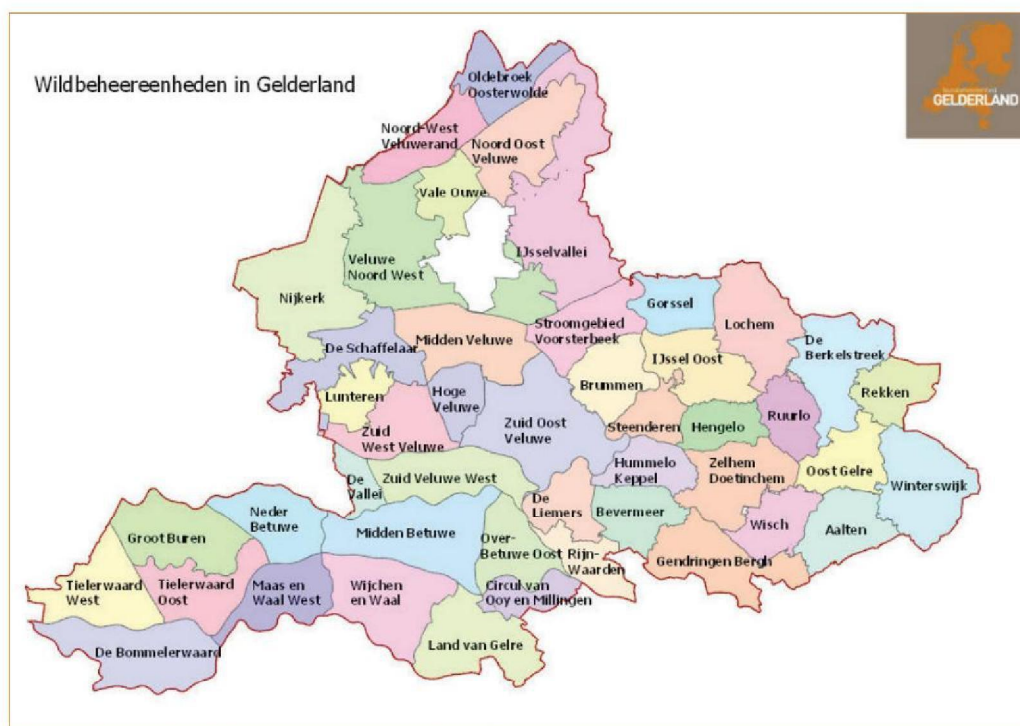 Wildbeheereenheden in Gelderland
GELDERLAND
Oldebroek
Oosterwolde
Noord-West
Veluwerand
Noord Oost
Veluwe
Vale Ouwe
IJsselvallei
Veluwe
Noord West
Nijkerk
Gorssel
Stroomgebied
Voorsterbeek
Lochem
De Schaffelaar
Midden Veluwe
De
Berkelstreek
IJssel Oost
Brummen
Rekken
Lunteren
Hoge
Veluwe
Ruurlo
Zuid
West Veluwe
Zuid Oost
Veluwe
Steenderen
Hengelo
De
Vallei
Zuid Veluwe West
Hummelo
Keppel
Zelhem
Doetinchem
Oost Gelre
Winterswijk
De
Liemers
Bevermeer
Wisch
Aalten
Neder
Betuwe
Groot Buren
Midden Betuwe
Over-
Betuwe Oost
Rijn-
Waarden
Gendringen Bergh
Tielerwaard
West
Tielerwaard
Oost
Maas en
Waal West
Wijchen
en Waal
Circul van
Ooy en Millingen
De Bommelerwaard
Land van Gelre